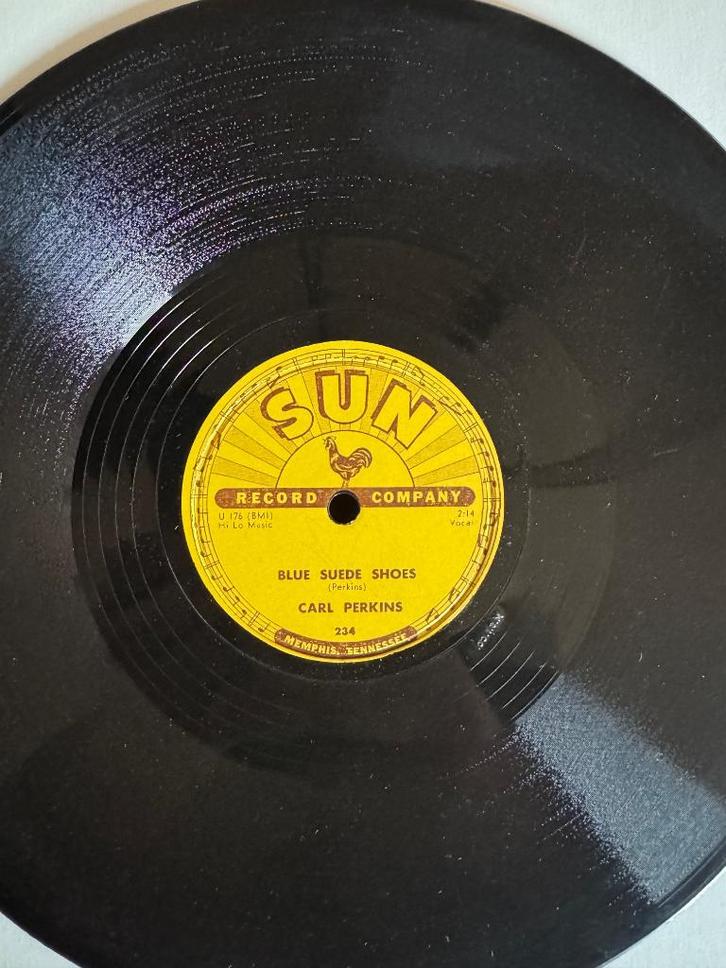 SUN
RECORD COMPANY
U 176 (BMI)
Hi Lo Music
2:14
Vocal
BLUE SUEDE SHOES
(Perkins)
CARL PERKINS
234
MEMPHIS, TENNESSEE